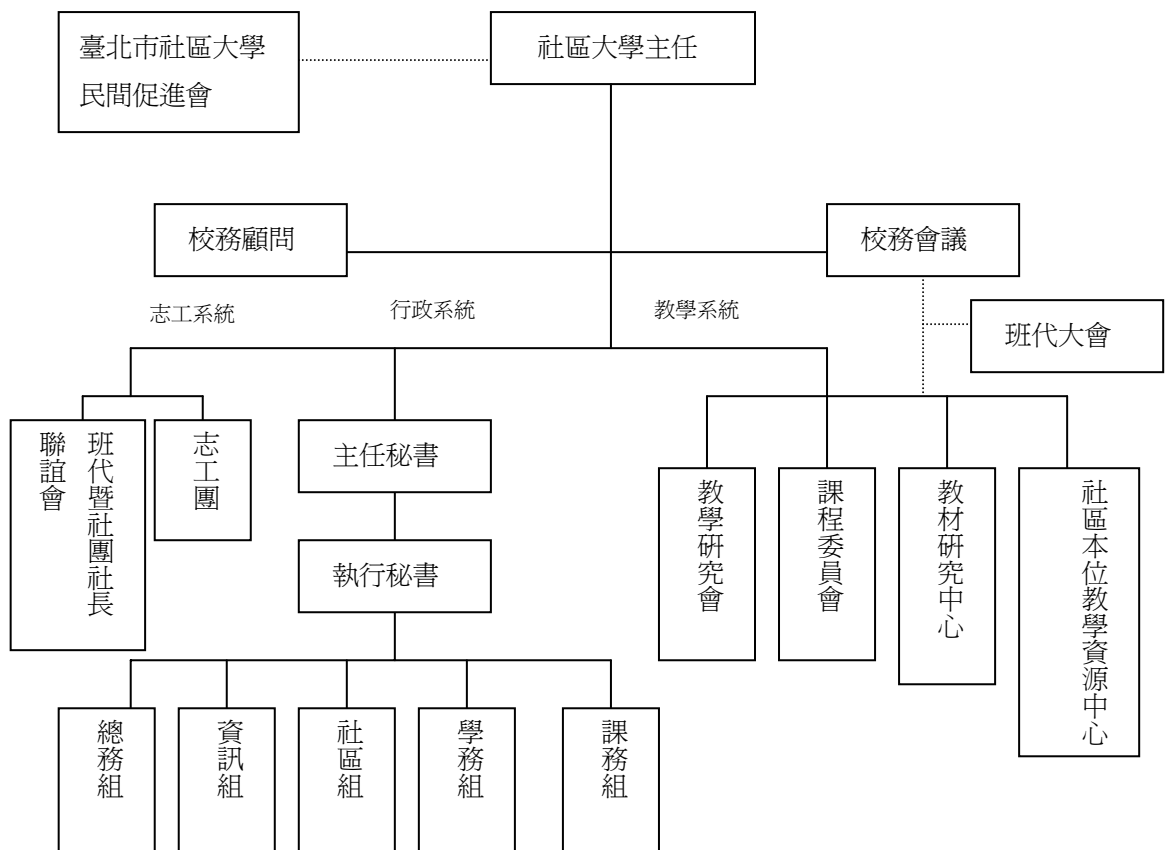 臺北市社區大學
民間促進會
社區大學主任
校務顧問
校務會議
志工系統
行政系統
教學系統
班代大會
班代暨社團社長
聯誼會
志工團
主任秘書
執行秘書
教學研究會
課程委員會
教材研究中心
社區本位教學資源中心
總務組
資訊組
社區組
學務組
課務組